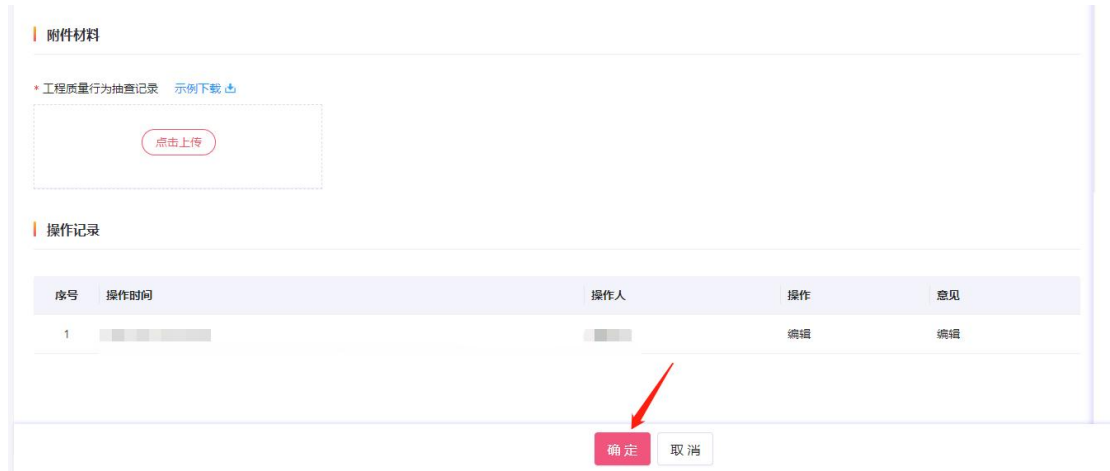 附件材料
* 工程质量行为抽查记录 示例下载
点击上传
操作记录
序号 操作时间 操作人 操作 意见
1 编辑 编辑
确定 取消